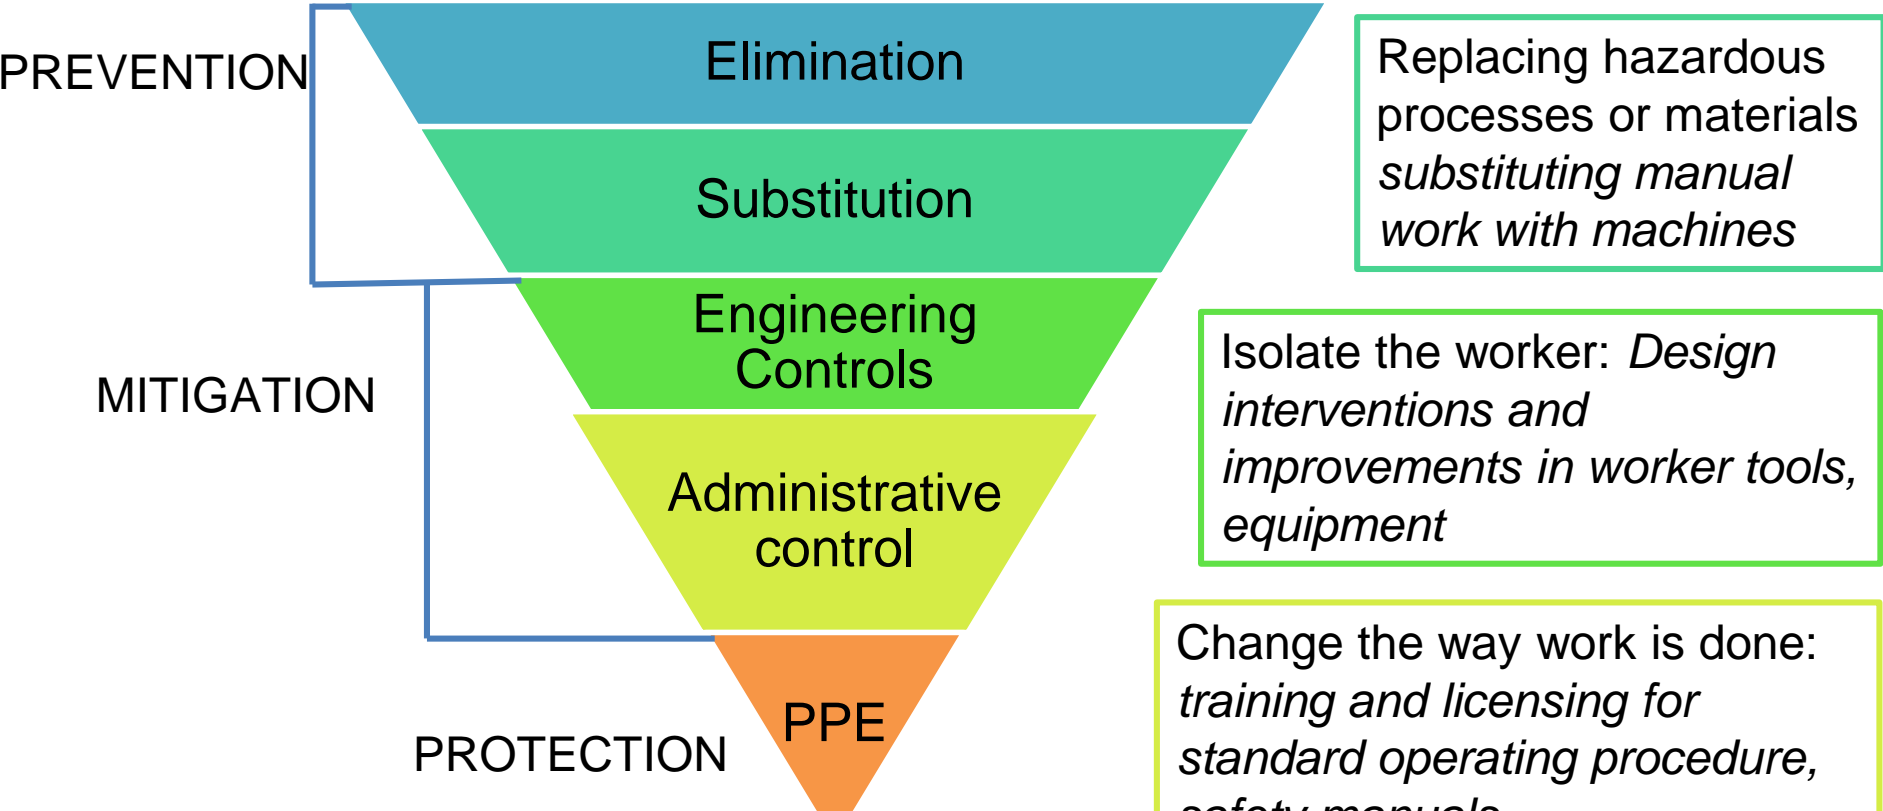 PREVENTION
Elimination
Replacing hazardous
processes or materials
substituting manual
work with machines
Substitution
MITIGATION
Engineering
Controls
Isolate the worker: Design
interventions and
improvements in worker tools,
equipment
Administrative
control
Change the way work is done:
training and licensing for
standard operating procedure,
safety manuals
PROTECTION
PPE